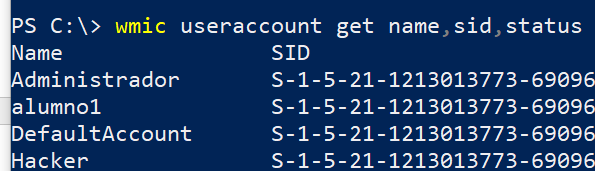 PS C:\> wmic useraccount get name,sid,status
Name SID
Administrador S-1-5-21-1213013773-69096
alumno1 S-1-5-21-1213013773-69096
DefaultAccount S-1-5-21-1213013773-69096
Hacker S-1-5-21-1213013773-69096